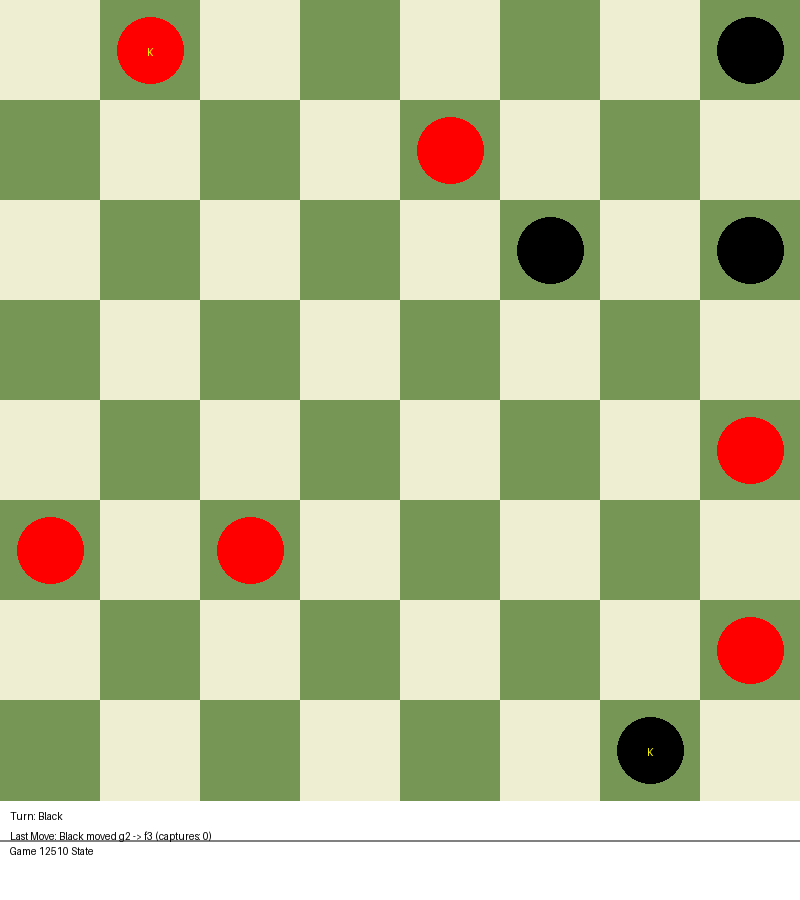 K
K
Turn: Black
Last Move: Black moved g2 -> f3 (captures: 0)
Game 12510 State